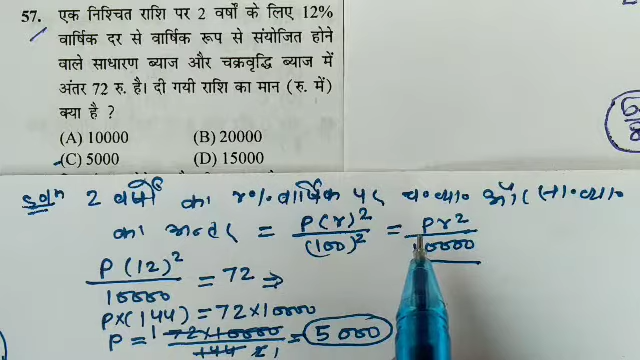 57. एक निश्चित राशि पर 2 वर्षों के लिए 12%
वार्षिक दर से वार्षिक रूप से संयोजित होने
वाले साधारण ब्याज और चक्रवृद्धि ब्याज में
अंतर 72 रु. है। दी गयी राशि का मान (रु. में)
क्या है ?
(A) 10000 (B) 20000
(C) 5000 (D) 15000
Solⁿ 2 वर्षों का r% वार्षिक पर च०ब्या० और सा०ब्या०
का अन्तर = P(r)²/(100)² = Pr²/10000
P(12)²/10000 = 72 ⇒
P×(144) = 72×10000
P = 72×10000/144 = 5000